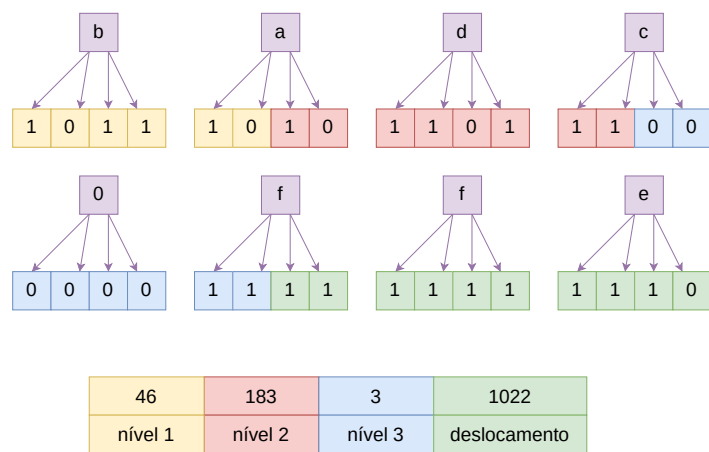 b a d c
1 0 1 1 1 0 1 0 1 1 0 1 1 1 0 0
0 f f e
0 0 0 0 1 1 1 1 1 1 1 1 1 1 1 0
46 183 3 1022
nível 1 nível 2 nível 3 deslocamento